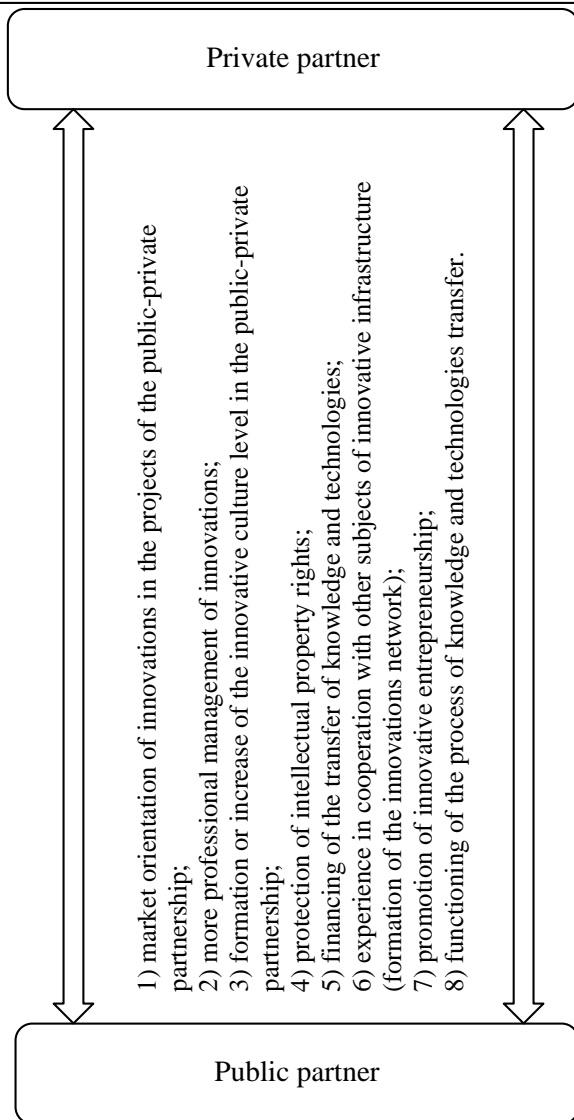 Private partner
1) market orientation of innovations in the projects of the public-private
partnership;
2) more professional management of innovations;
3) formation or increase of the innovative culture level in the public-private
partnership;
4) protection of intellectual property rights;
5) financing of the transfer of knowledge and technologies;
6) experience in cooperation with other subjects of innovative infrastructure
(formation of the innovations network);
7) promotion of innovative entrepreneurship;
8) functioning of the process of knowledge and technologies transfer.
Public partner